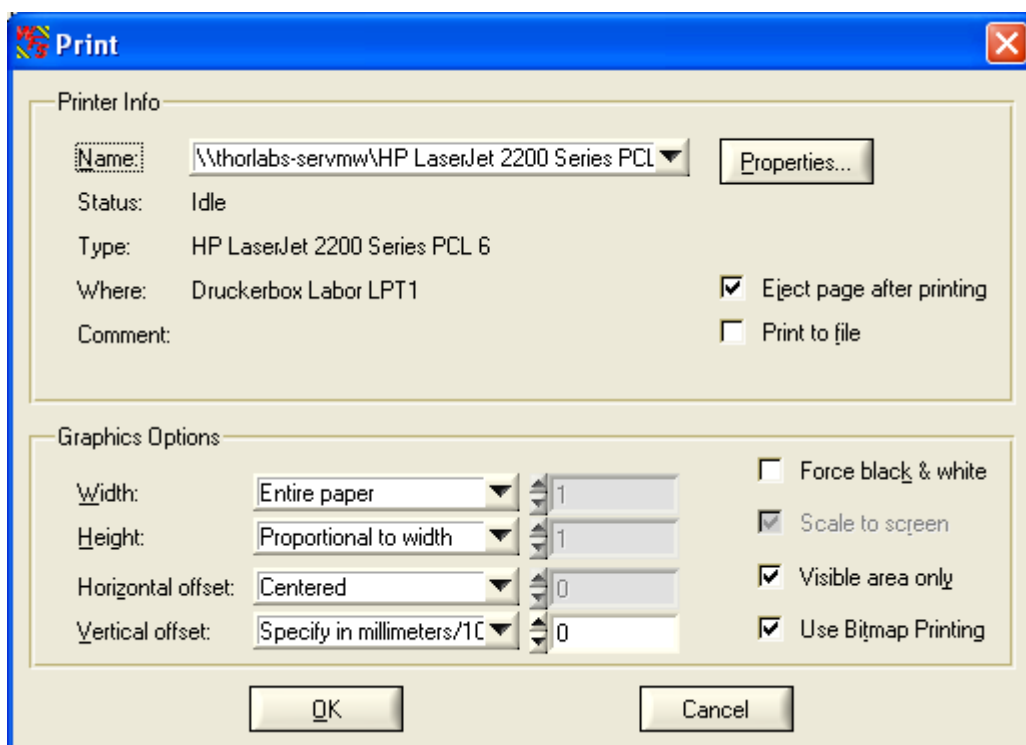 Print
Printer Info
Name: \\thorlabs-servmw\HP LaserJet 2200 Series PCL
Properties...
Status: Idle
Type: HP LaserJet 2200 Series PCL 6
Where: Druckerbox Labor LPT1
Eject page after printing
Comment:
Print to file
Graphics Options
Width: Entire paper 1
Force black & white
Height: Proportional to width 1
Scale to screen
Horizontal offset: Centered 0
Visible area only
Vertical offset: Specify in millimeters/10 0
Use Bitmap Printing
OK Cancel